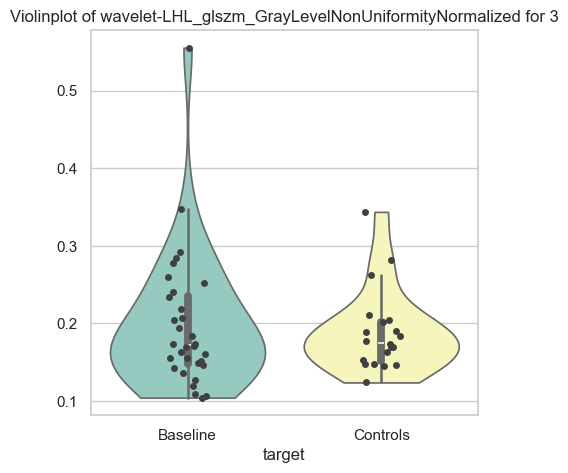 Violinplot of wavelet-LHL_glszm_GrayLevelNonUniformityNormalized for 3
0.5
0.4
0.3
0.2
0.1
Baseline
Controls
target